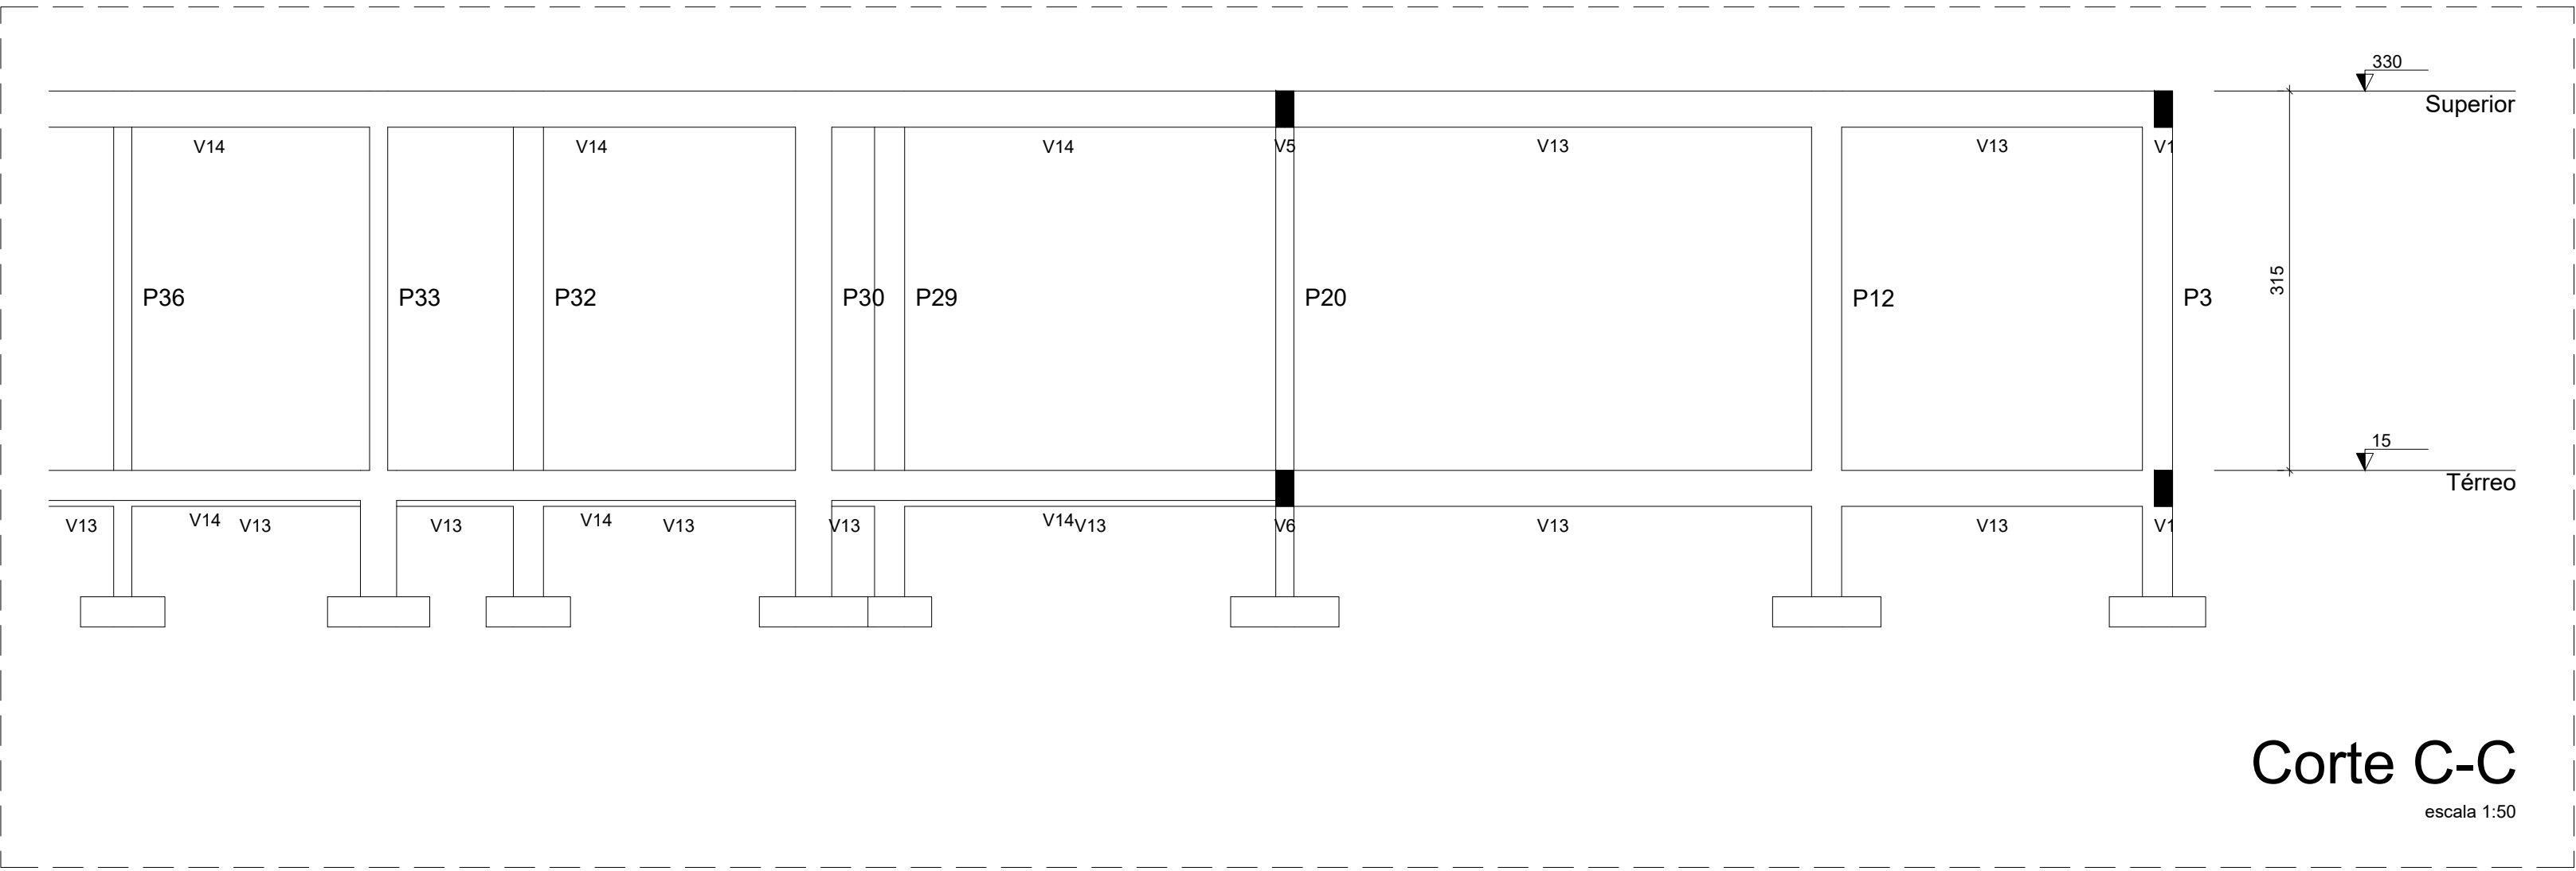 330
Superior
V14 V14 V14 V5 V13 V13 V1
P36 P33 P32 P30 P29 P20 P12 P3
315
15
Térreo
V13 V14 V13 V13 V14 V13 V13 V14 V13 V6 V13 V13 V1
Corte C-C
escala 1:50